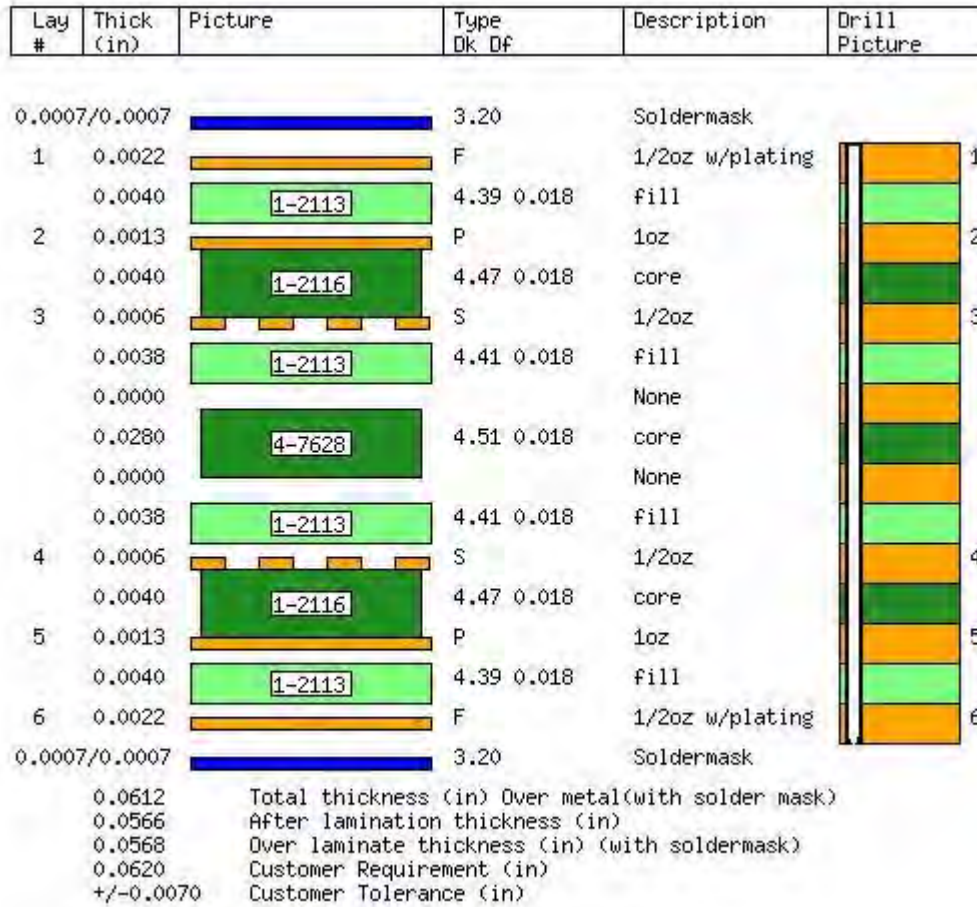 Lay Thick Picture Type Description Drill
# (in) Dk Df Picture
0.0007/0.0007 3.20 Soldermask
1 0.0022 F 1/2oz w/plating 1
0.0040 1-2113 4.39 0.018 fill
2 0.0013 P 1oz 2
0.0040 1-2116 4.47 0.018 core
3 0.0006 S 1/2oz 3
0.0038 1-2113 4.41 0.018 fill
0.0000 None
0.0280 4-7628 4.51 0.018 core
0.0000 None
0.0038 1-2113 4.41 0.018 fill
4 0.0006 S 1/2oz 4
0.0040 1-2116 4.47 0.018 core
5 0.0013 P 1oz 5
0.0040 1-2113 4.39 0.018 fill
6 0.0022 F 1/2oz w/plating 6
0.0007/0.0007 3.20 Soldermask
0.0612 Total thickness (in) Over metal(with solder mask)
0.0566 After lamination thickness (in)
0.0568 Over laminate thickness (in) (with soldermask)
0.0620 Customer Requirement (in)
+/-0.0070 Customer Tolerance (in)